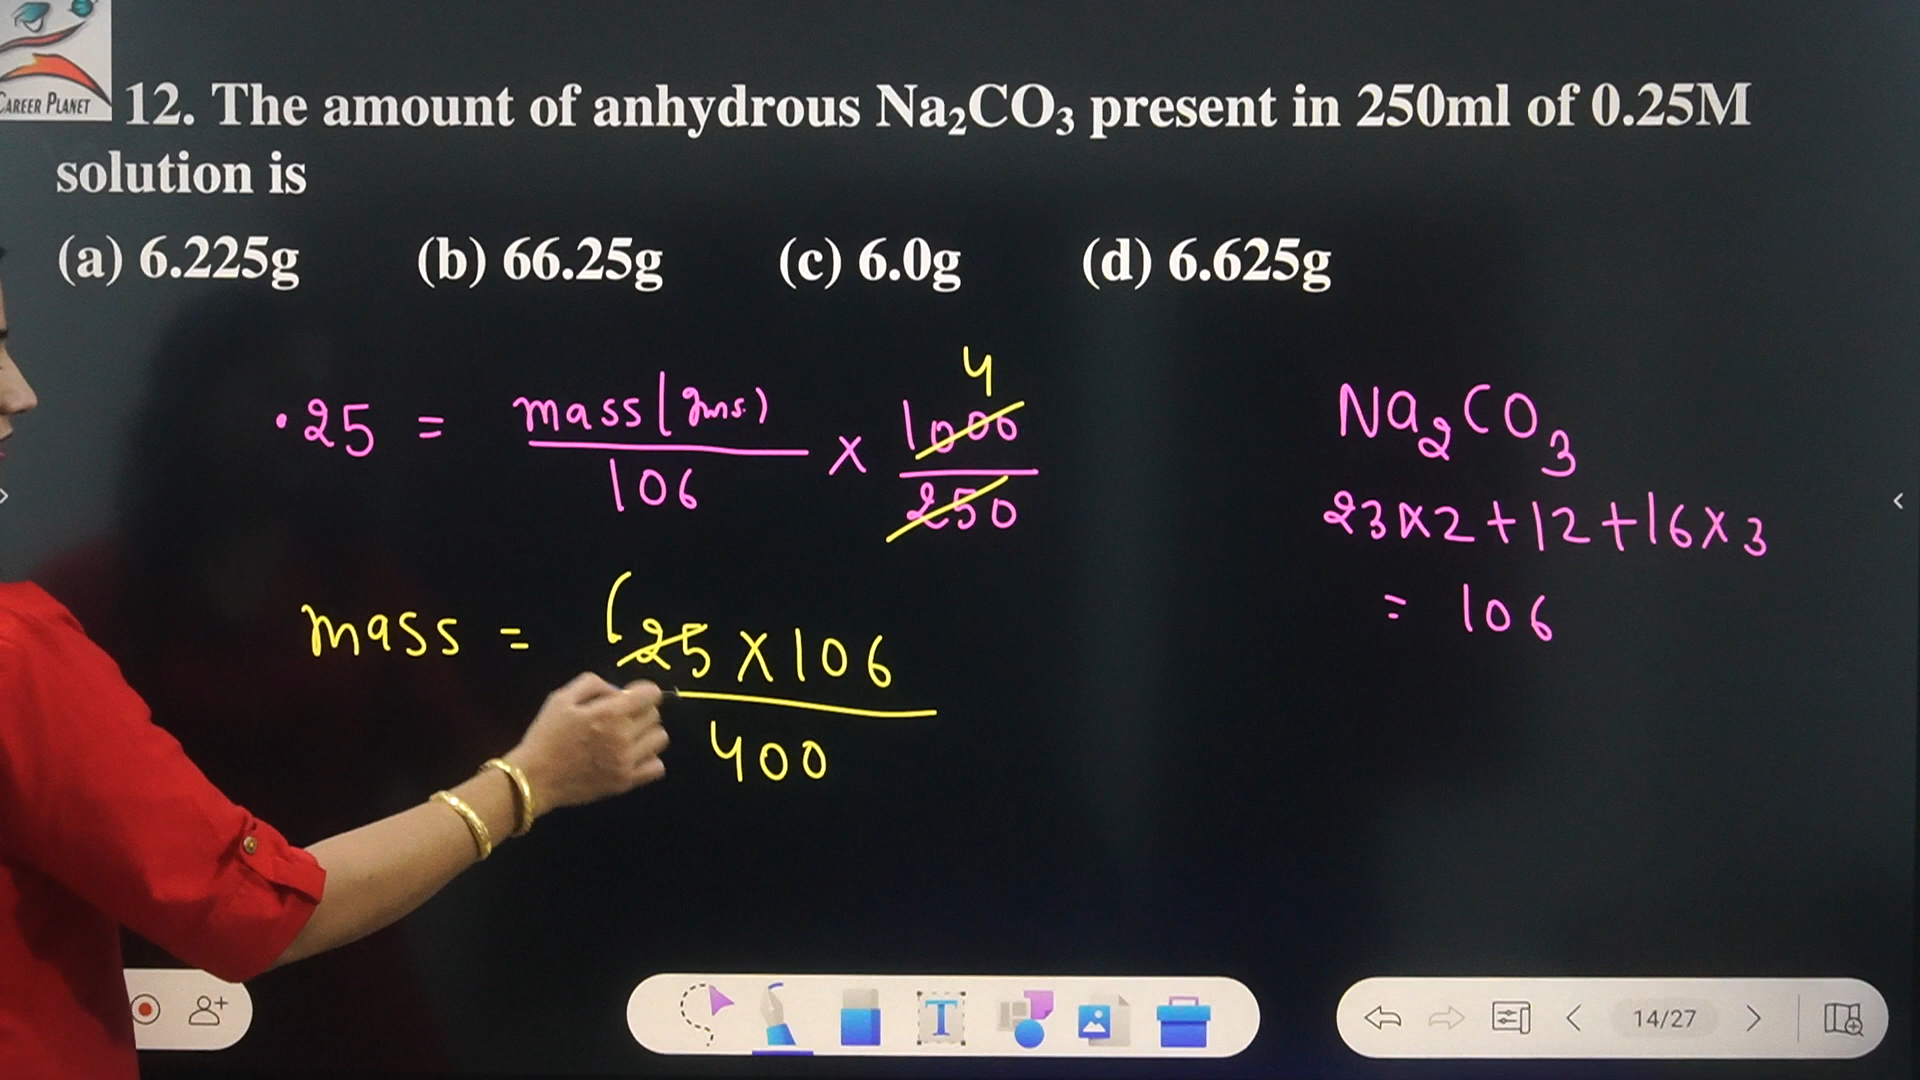 CAREER PLANET
12. The amount of anhydrous Na₂CO₃ present in 250ml of 0.25M
solution is
(a) 6.225g (b) 66.25g (c) 6.0g (d) 6.625g
.25 = mass(gms.) / 106 × 1000 / 250
4
mass = 25 × 106 / 400
Na₂CO₃
23×2+12+16×3
= 106
T
14/27